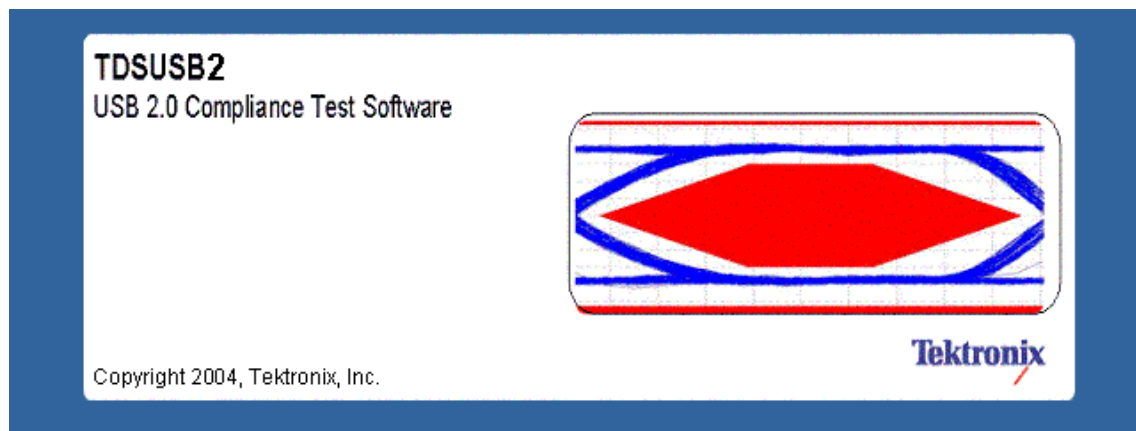 TDSUSB2
USB 2.0 Compliance Test Software
Tektronix
Copyright 2004, Tektronix, Inc.